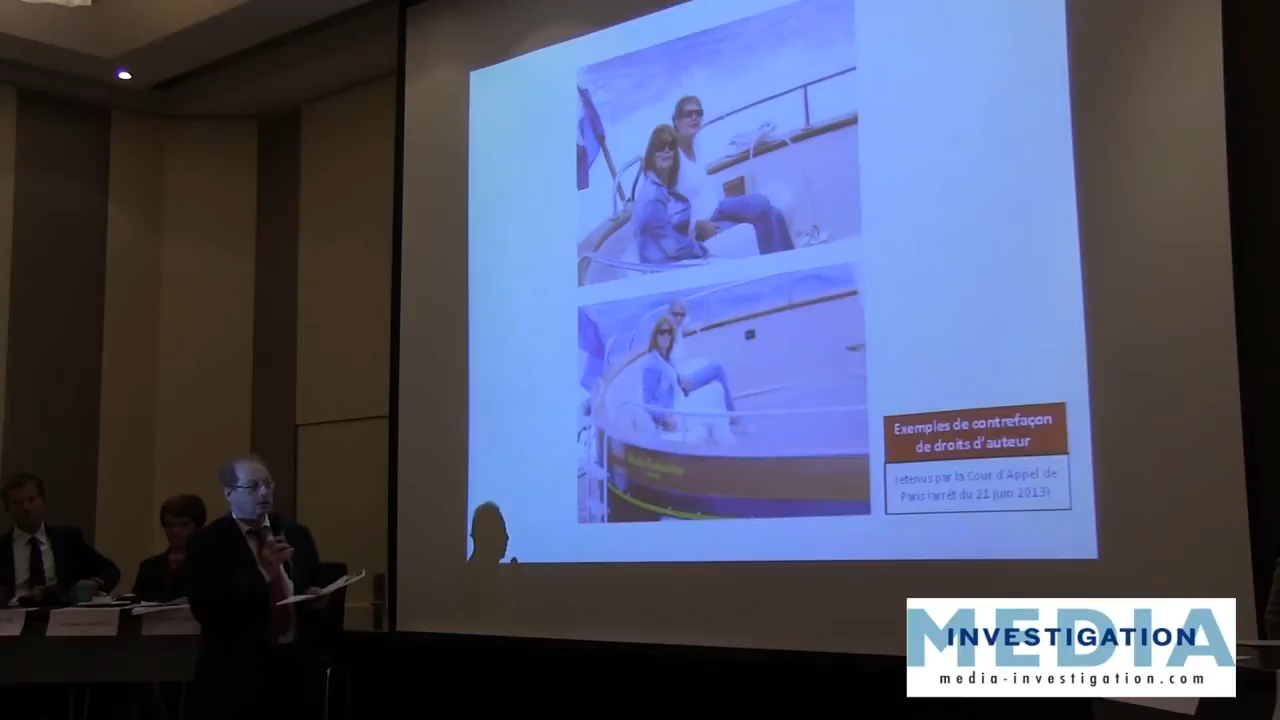 Exemples de contrefaçon
de droits d'auteur
retenus par la Cour d'Appel de
Paris (arrêt du 21 juin 2013)
MEDIA
INVESTIGATION
media-investigation.com